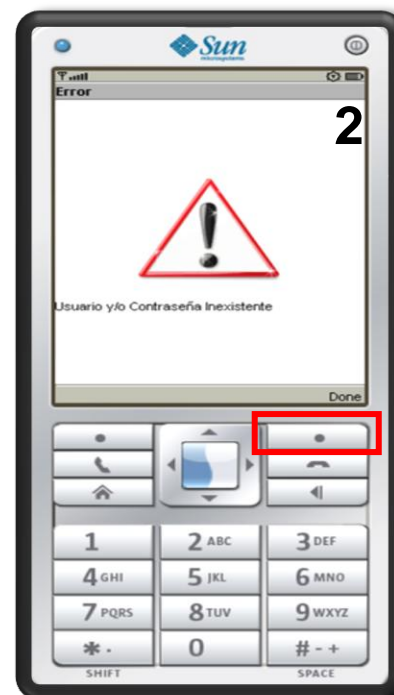 Sun
microsystems
Error
2
Usuario y/o Contraseña Inexistente
Done
1
2 ABC
3 DEF
4 GHI
5 JKL
6 MNO
7 PQRS
8 TUV
9 WXYZ
* .
0
# - +
SHIFT
SPACE